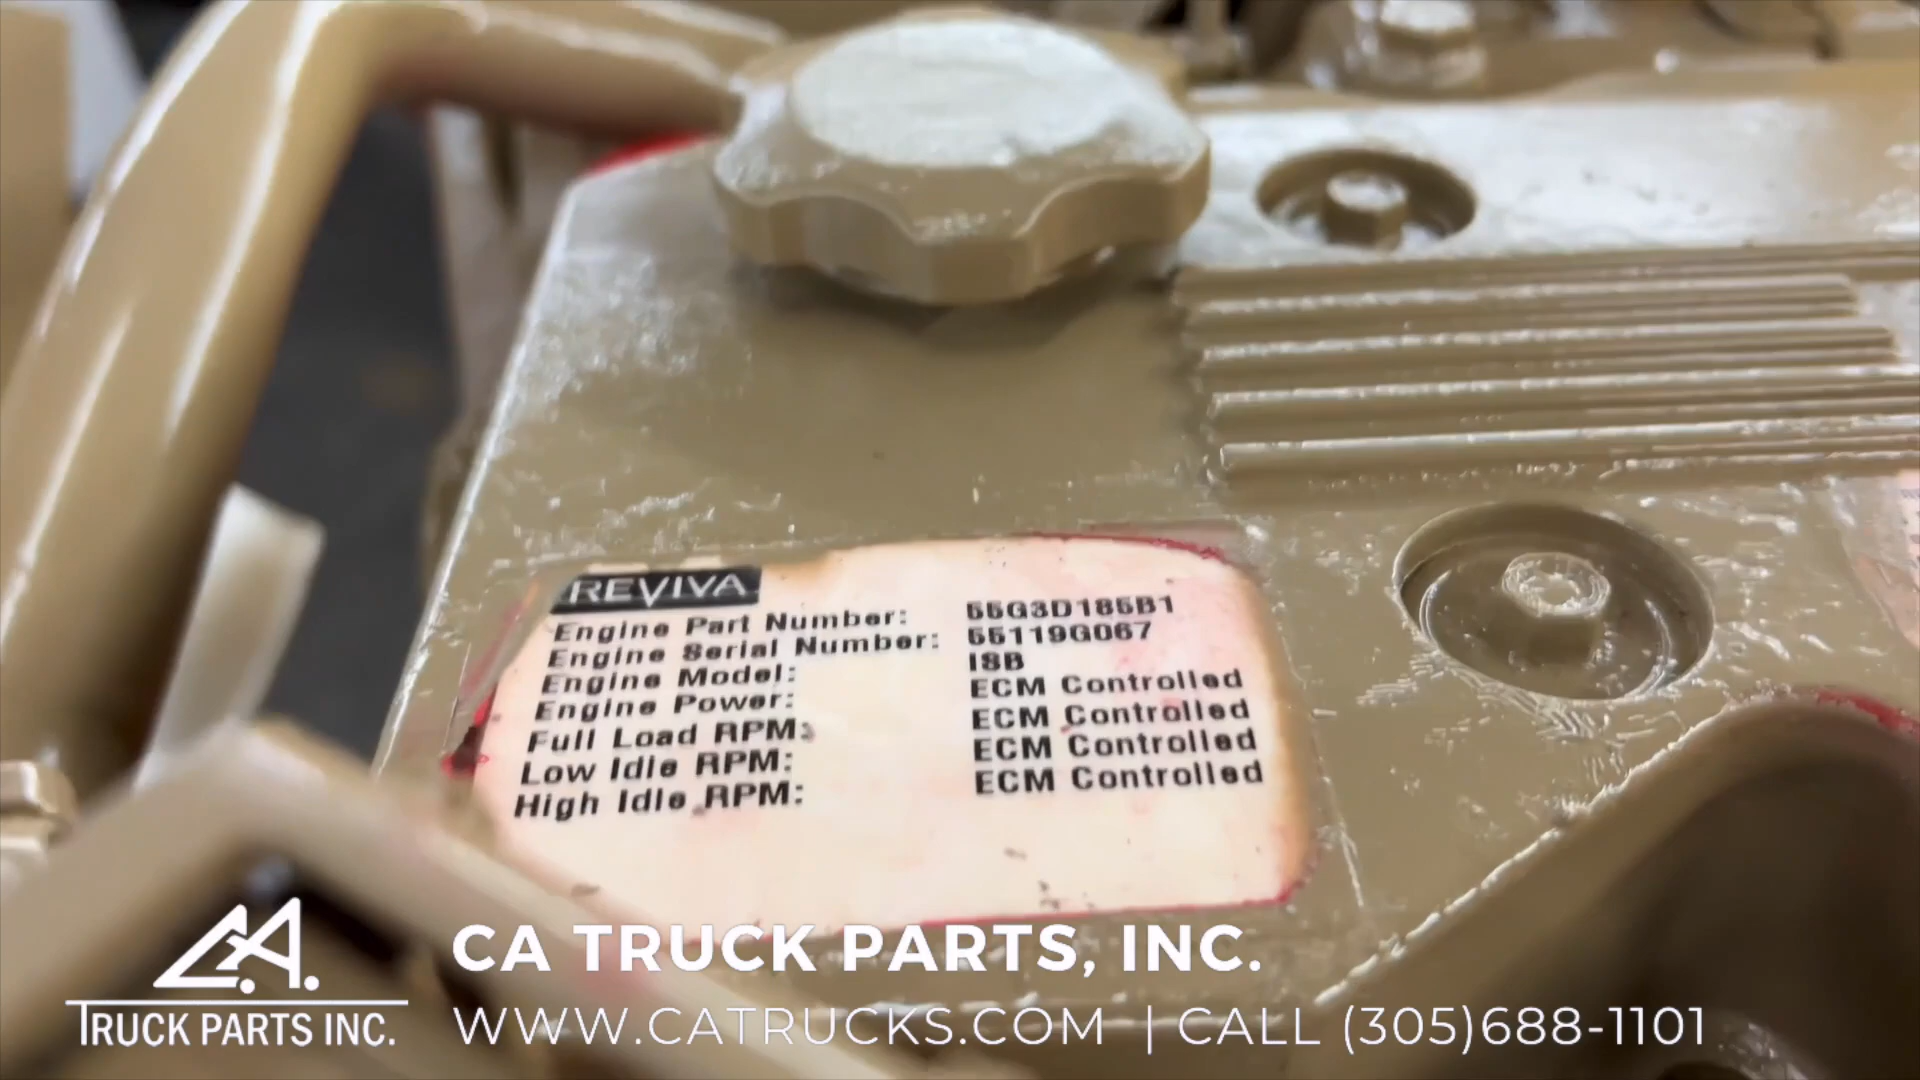 REVIVA
Engine Part Number: 55G3D185B1
Engine Serial Number: 55119G067
Engine Model: ISB
Engine Power: ECM Controlled
Full Load RPM: ECM Controlled
Low Idle RPM: ECM Controlled
High Idle RPM: ECM Controlled
C.A.
TRUCK PARTS INC.
CA TRUCK PARTS, INC.
WWW.CATRUCKS.COM | CALL (305)688-1101